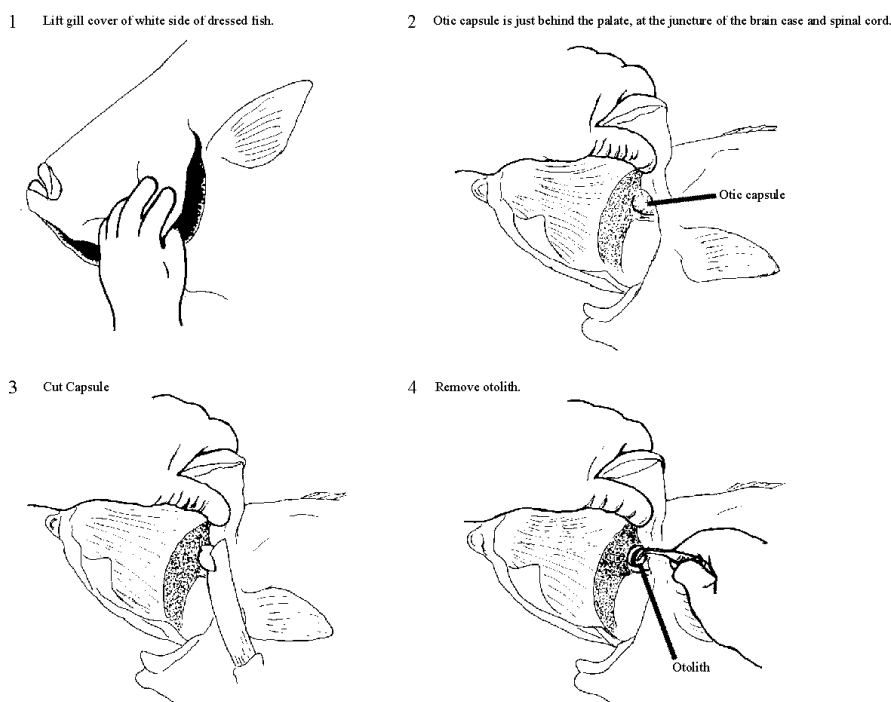 1 Lift gill cover of white side of dressed fish.
2 Otic capsule is just behind the palate, at the juncture of the brain case and spinal cord.
Otic capsule
3 Cut Capsule
4 Remove otolith.
Otolith